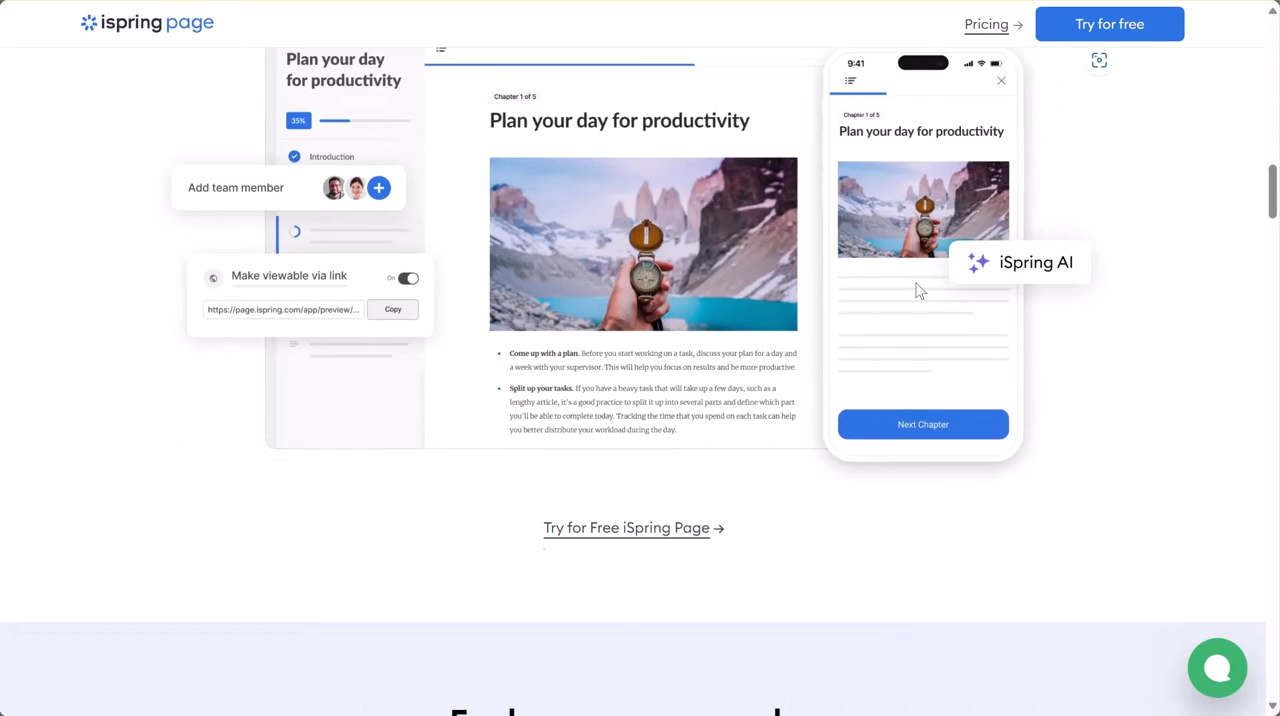 ispring page
Pricing →
Try for free
Plan your day
for productivity
35%
Introduction
Add team member
Make viewable via link
On
https://page.ispring.com/app/preview/...
Copy
Chapter 1 of 5
Plan your day for productivity
Come up with a plan. Before you start working on a task, discuss your plan for a day and
a week with your supervisor. This will help you focus on results and be more productive.
Split up your tasks. If you have a heavy task that will take up a few days, such as a
lengthy article, it's a good practice to split it up into several parts and define which part
you'll be able to complete today. Tracking the time that you spend on each task can help
you better distribute your workload during the day.
9:41
Chapter 1 of 5
Plan your day for productivity
iSpring AI
Next Chapter
Try for Free iSpring Page →